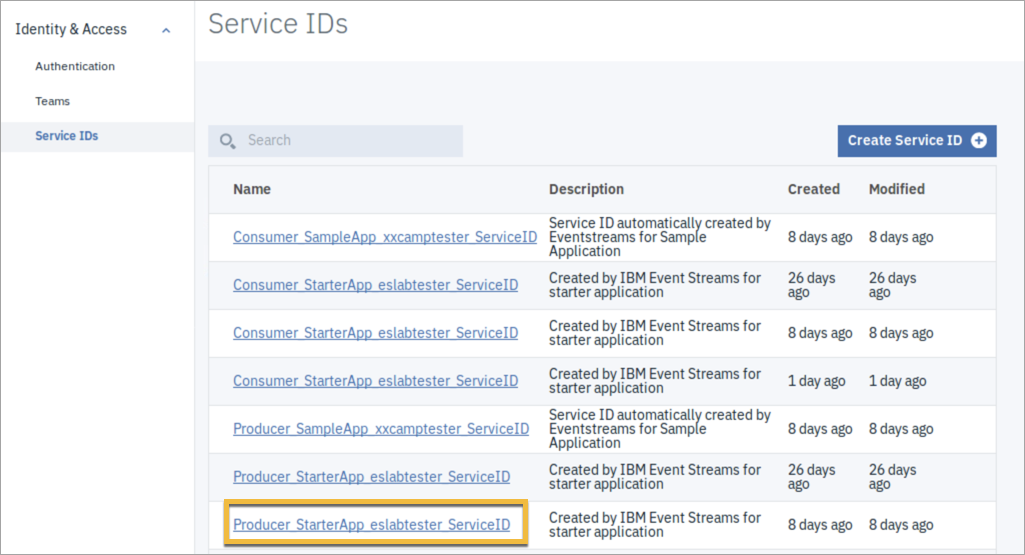 Identity & Access
Authentication
Teams
Service IDs
Service IDs
Search
Create Service ID
Name Description Created Modified
Consumer_SampleApp_xxcamptester_ServiceID
Service ID automatically created by
Eventstreams for Sample
Application
8 days ago 8 days ago
Consumer_StarterApp_eslabtester_ServiceID
Created by IBM Event Streams for
starter application
26 days
ago
26 days
ago
Consumer_StarterApp_eslabtester_ServiceID
Created by IBM Event Streams for
starter application
8 days ago 8 days ago
Consumer_StarterApp_eslabtester_ServiceID
Created by IBM Event Streams for
starter application
1 day ago 1 day ago
Producer_SampleApp_xxcamptester_ServiceID
Service ID automatically created by
Eventstreams for Sample
Application
8 days ago 8 days ago
Producer_StarterApp_eslabtester_ServiceID
Created by IBM Event Streams for
starter application
26 days
ago
26 days
ago
Producer_StarterApp_eslabtester_ServiceID
Created by IBM Event Streams for
starter application
8 days ago 8 days ago